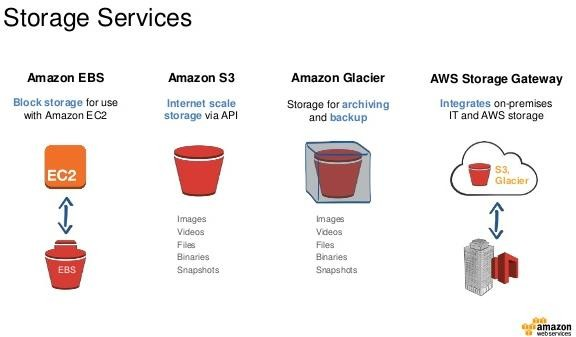 Storage Services
Amazon EBS
Block storage for use
with Amazon EC2
EC2
EBS
Amazon S3
Internet scale
storage via API
Images
Videos
Files
Binaries
Snapshots
Amazon Glacier
Storage for archiving
and backup
Images
Videos
Files
Binaries
Snapshots
AWS Storage Gateway
Integrates on-premises
IT and AWS storage
S3,
Glacier
amazon
web services